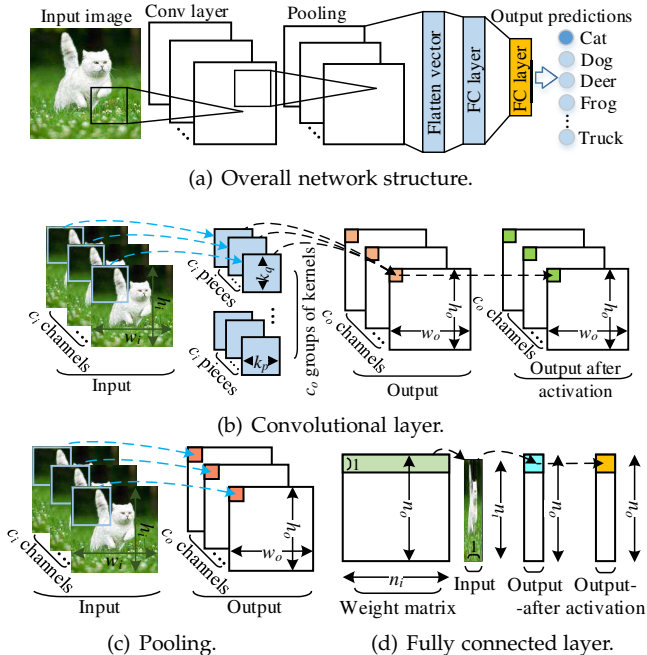 Input image
Conv layer
Pooling
Output predictions
Flatten vector
FC layer
FC layer
Cat
Dog
Deer
Frog
Truck
(a) Overall network structure.
c_i channels
h_i
w_i
Input
c_i pieces
k_q
c_i pieces
k_p
c_o groups of kernels
c_o channels
h_o
w_o
Output
c_o channels
h_o
w_o
Output after
activation
(b) Convolutional layer.
c_i channels
h_i
w_i
Input
c_o channels
h_o
w_o
Output
(c) Pooling.
1
n_o
n_i
Weight matrix
n_i
1
Input
n_o
Output
n_o
Output-
-after activation
(d) Fully connected layer.